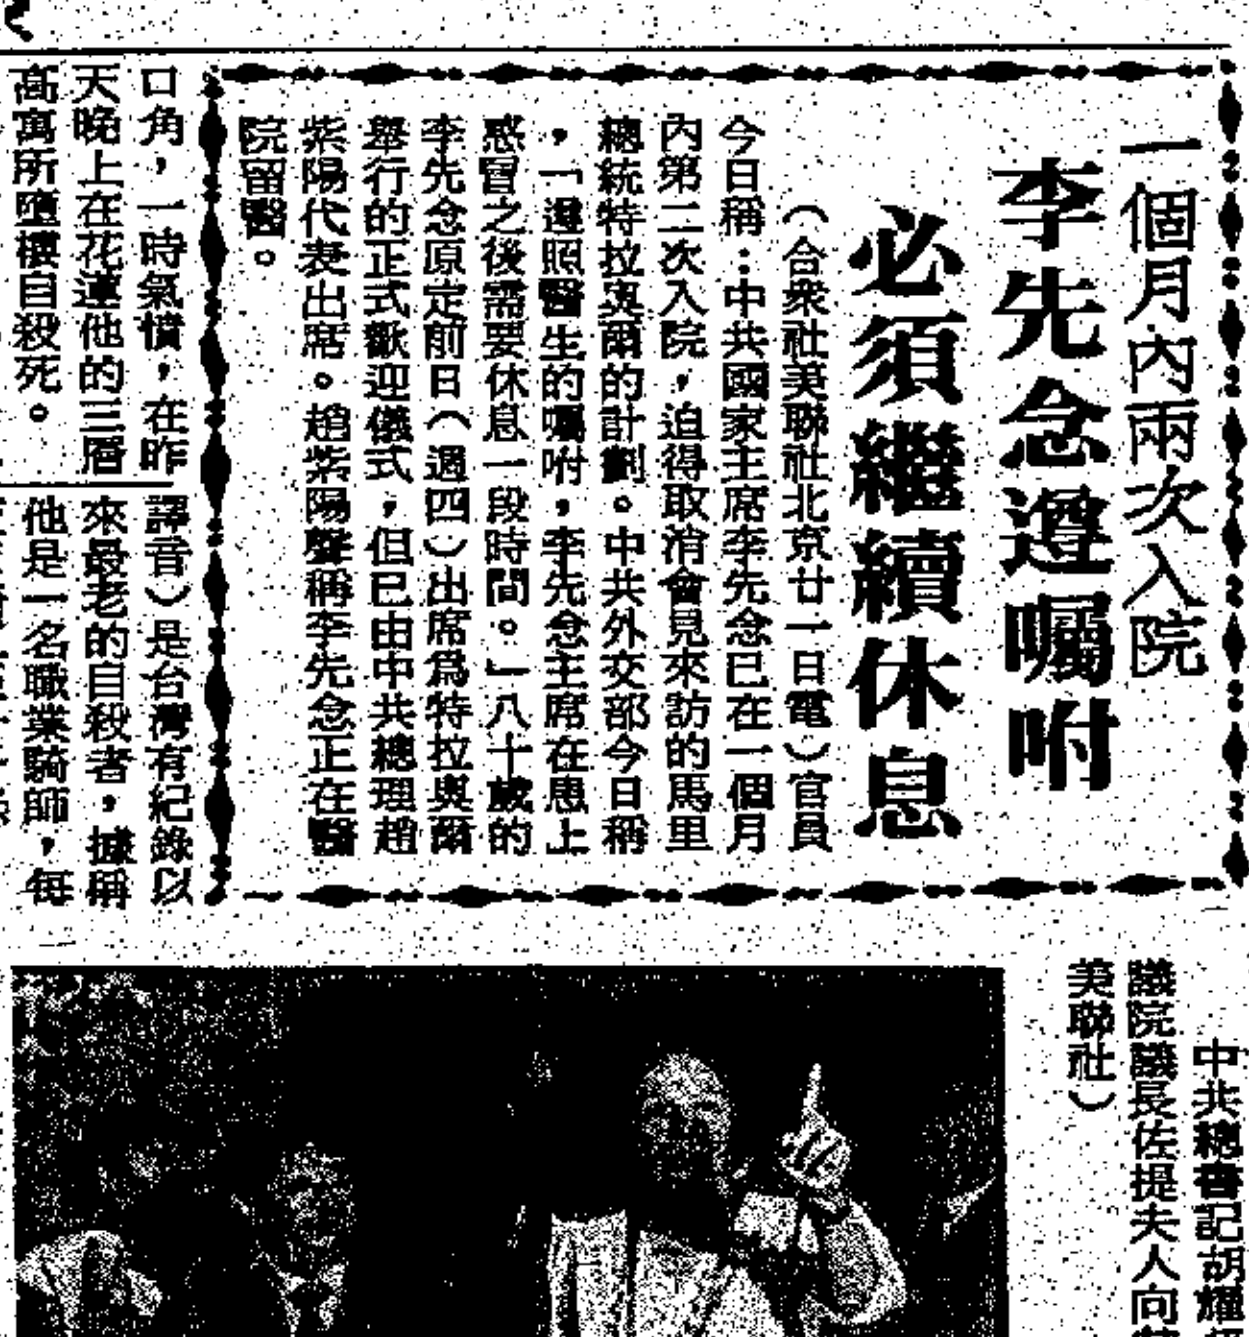 一個月內兩次入院
李先念遵囑咐
必須繼續休息
（合衆社美聯社北京廿一日電）官員
今日稱：中共國家主席李先念已在一個月
內第二次入院，迫得取消會見來訪的馬里
總統特拉奧爾的計劃。中共外交部今日稱
，「遵照醫生的囑咐，李先念主席在患上
感冒之後需要休息一段時間。」八十歲的
李先念原定前日（週四）出席爲特拉奧爾
舉行的正式歡迎儀式，但已由中共總理趙
紫陽代表出席。趙紫陽聲稱李先念正在醫
院留醫。
口角，一時氣憤，在昨
天晚上在花蓮他的三層
高寓所墮樓自殺死。
譯音）是台灣有紀錄以
來最老的自殺者，據稱
他是一名職業騎師，每
中共總書記胡耀
議院議長佐提夫人向
美聯社）